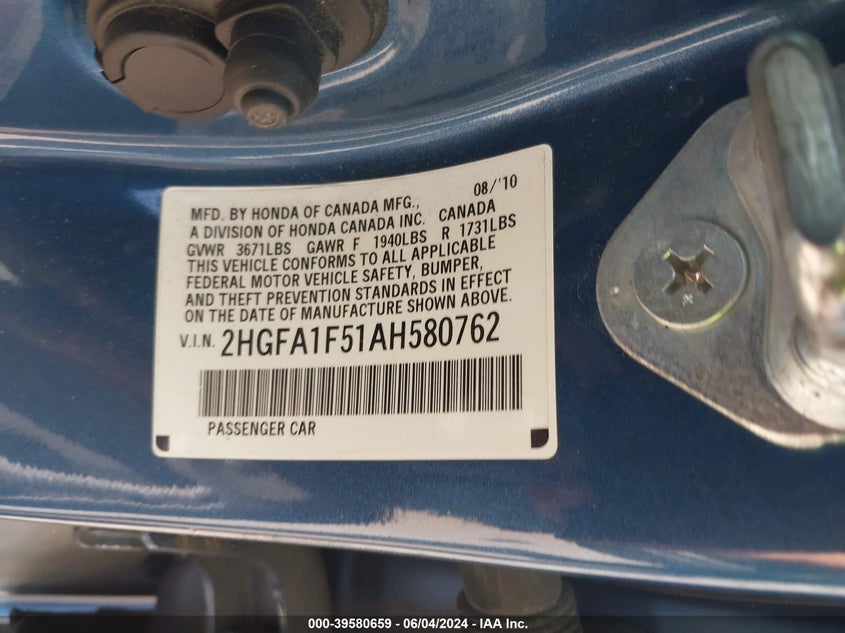 08/'10
MFD. BY HONDA OF CANADA MFG.,
A DIVISION OF HONDA CANADA INC. CANADA
GVWR 3671LBS GAWR F 1940LBS R 1731LBS
THIS VEHICLE CONFORMS TO ALL APPLICABLE
FEDERAL MOTOR VEHICLE SAFETY, BUMPER,
AND THEFT PREVENTION STANDARDS IN EFFECT
ON THE DATE OF MANUFACTURE SHOWN ABOVE.
V.I.N. 2HGFA1F51AH580762
PASSENGER CAR
000-39580659 - 06/04/2024 - IAA Inc.